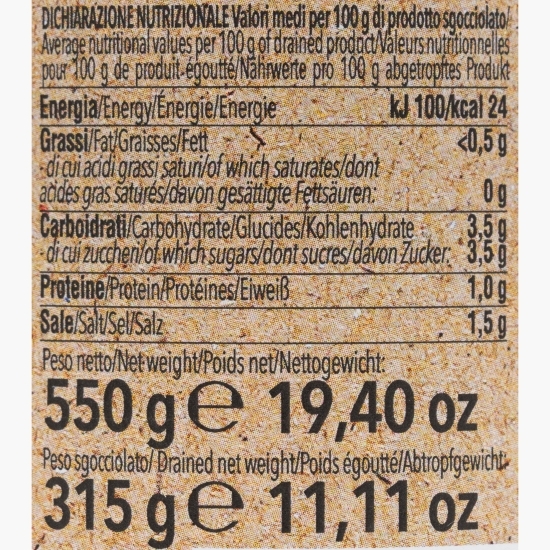 DICHIARAZIONE NUTRIZIONALE Valori medi per 100 g di prodotto sgocciolato/
Average nutritional values per 100 g of drained product/Valeurs nutritionnelles
pour 100 g de produit égoutté/Nährwerte pro 100 g abgetropftes Produkt
Energia/Energy/Énergie/Energie kJ 100/kcal 24
Grassi/Fat/Graisses/Fett <0,5 g
- di cui acidi grassi saturi/of which saturates/dont
acides gras saturés/davon gesättigte Fettsäuren: 0 g
Carboidrati/Carbohydrate/Glucides/Kohlenhydrate 3,5 g
- di cui zuccheri/of which sugars/dont sucres/davon Zucker: 3,5 g
Proteine/Protein/Protéines/Eiweiß 1,0 g
Sale/Salt/Sel/Salz 1,5 g
Peso netto/Net weight/Poids net/Nettogewicht:
550 g e 19,40 oz
Peso sgocciolato/ Drained net weight/Poids égoutté/Abtropfgewicht:
315 g e 11,11 oz